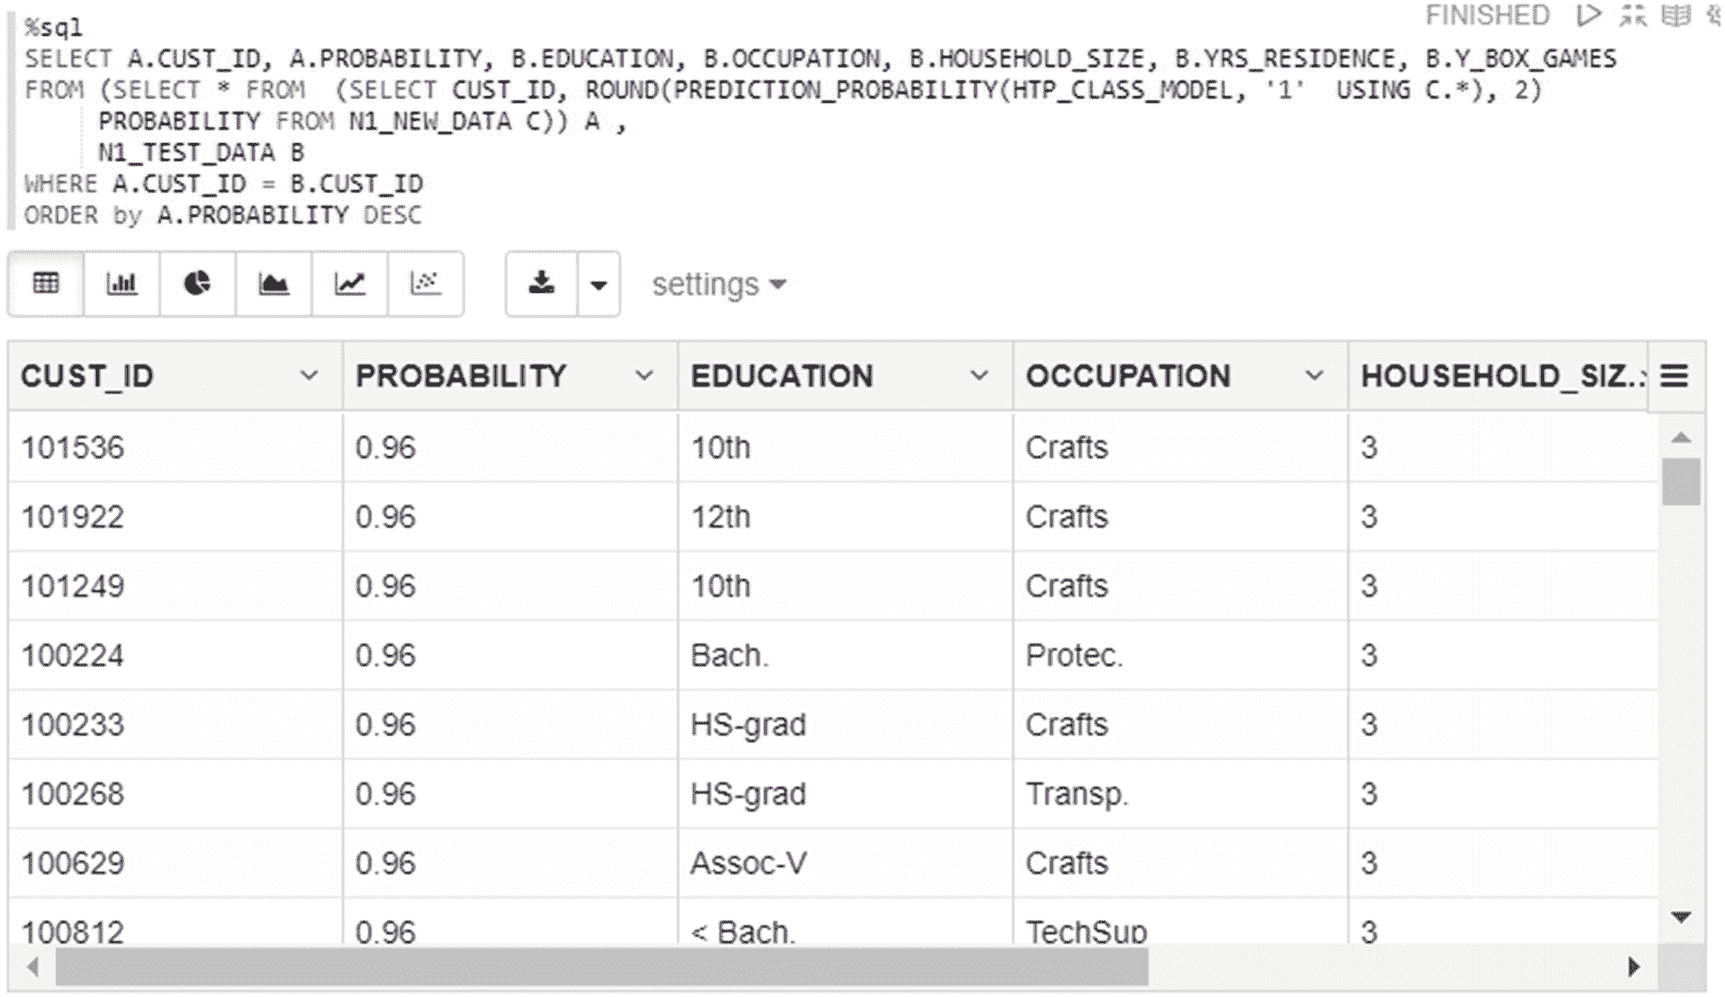 FINISHED
%sql
SELECT A.CUST_ID, A.PROBABILITY, B.EDUCATION, B.OCCUPATION, B.HOUSEHOLD_SIZE, B.YRS_RESIDENCE, B.Y_BOX_GAMES
FROM (SELECT * FROM (SELECT CUST_ID, ROUND(PREDICTION_PROBABILITY(HTP_CLASS_MODEL, '1' USING C.*), 2)
PROBABILITY FROM N1_NEW_DATA C)) A ,
N1_TEST_DATA B
WHERE A.CUST_ID = B.CUST_ID
ORDER by A.PROBABILITY DESC
settings
CUST_ID PROBABILITY EDUCATION OCCUPATION HOUSEHOLD_SIZ..
101536 0.96 10th Crafts 3
101922 0.96 12th Crafts 3
101249 0.96 10th Crafts 3
100224 0.96 Bach. Protec. 3
100233 0.96 HS-grad Crafts 3
100268 0.96 HS-grad Transp. 3
100629 0.96 Assoc-V Crafts 3
100812 0.96 < Bach. TechSup 3